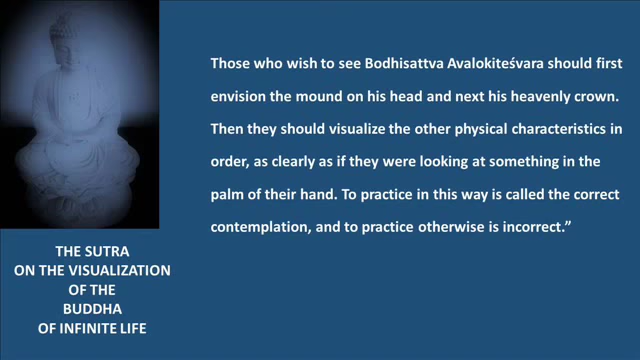 Those who wish to see Bodhisattva Avalokiteśvara should first
envision the mound on his head and next his heavenly crown.
Then they should visualize the other physical characteristics in
order, as clearly as if they were looking at something in the
palm of their hand. To practice in this way is called the correct
contemplation, and to practice otherwise is incorrect.”
THE SUTRA
ON THE VISUALIZATION
OF THE
BUDDHA
OF INFINITE LIFE